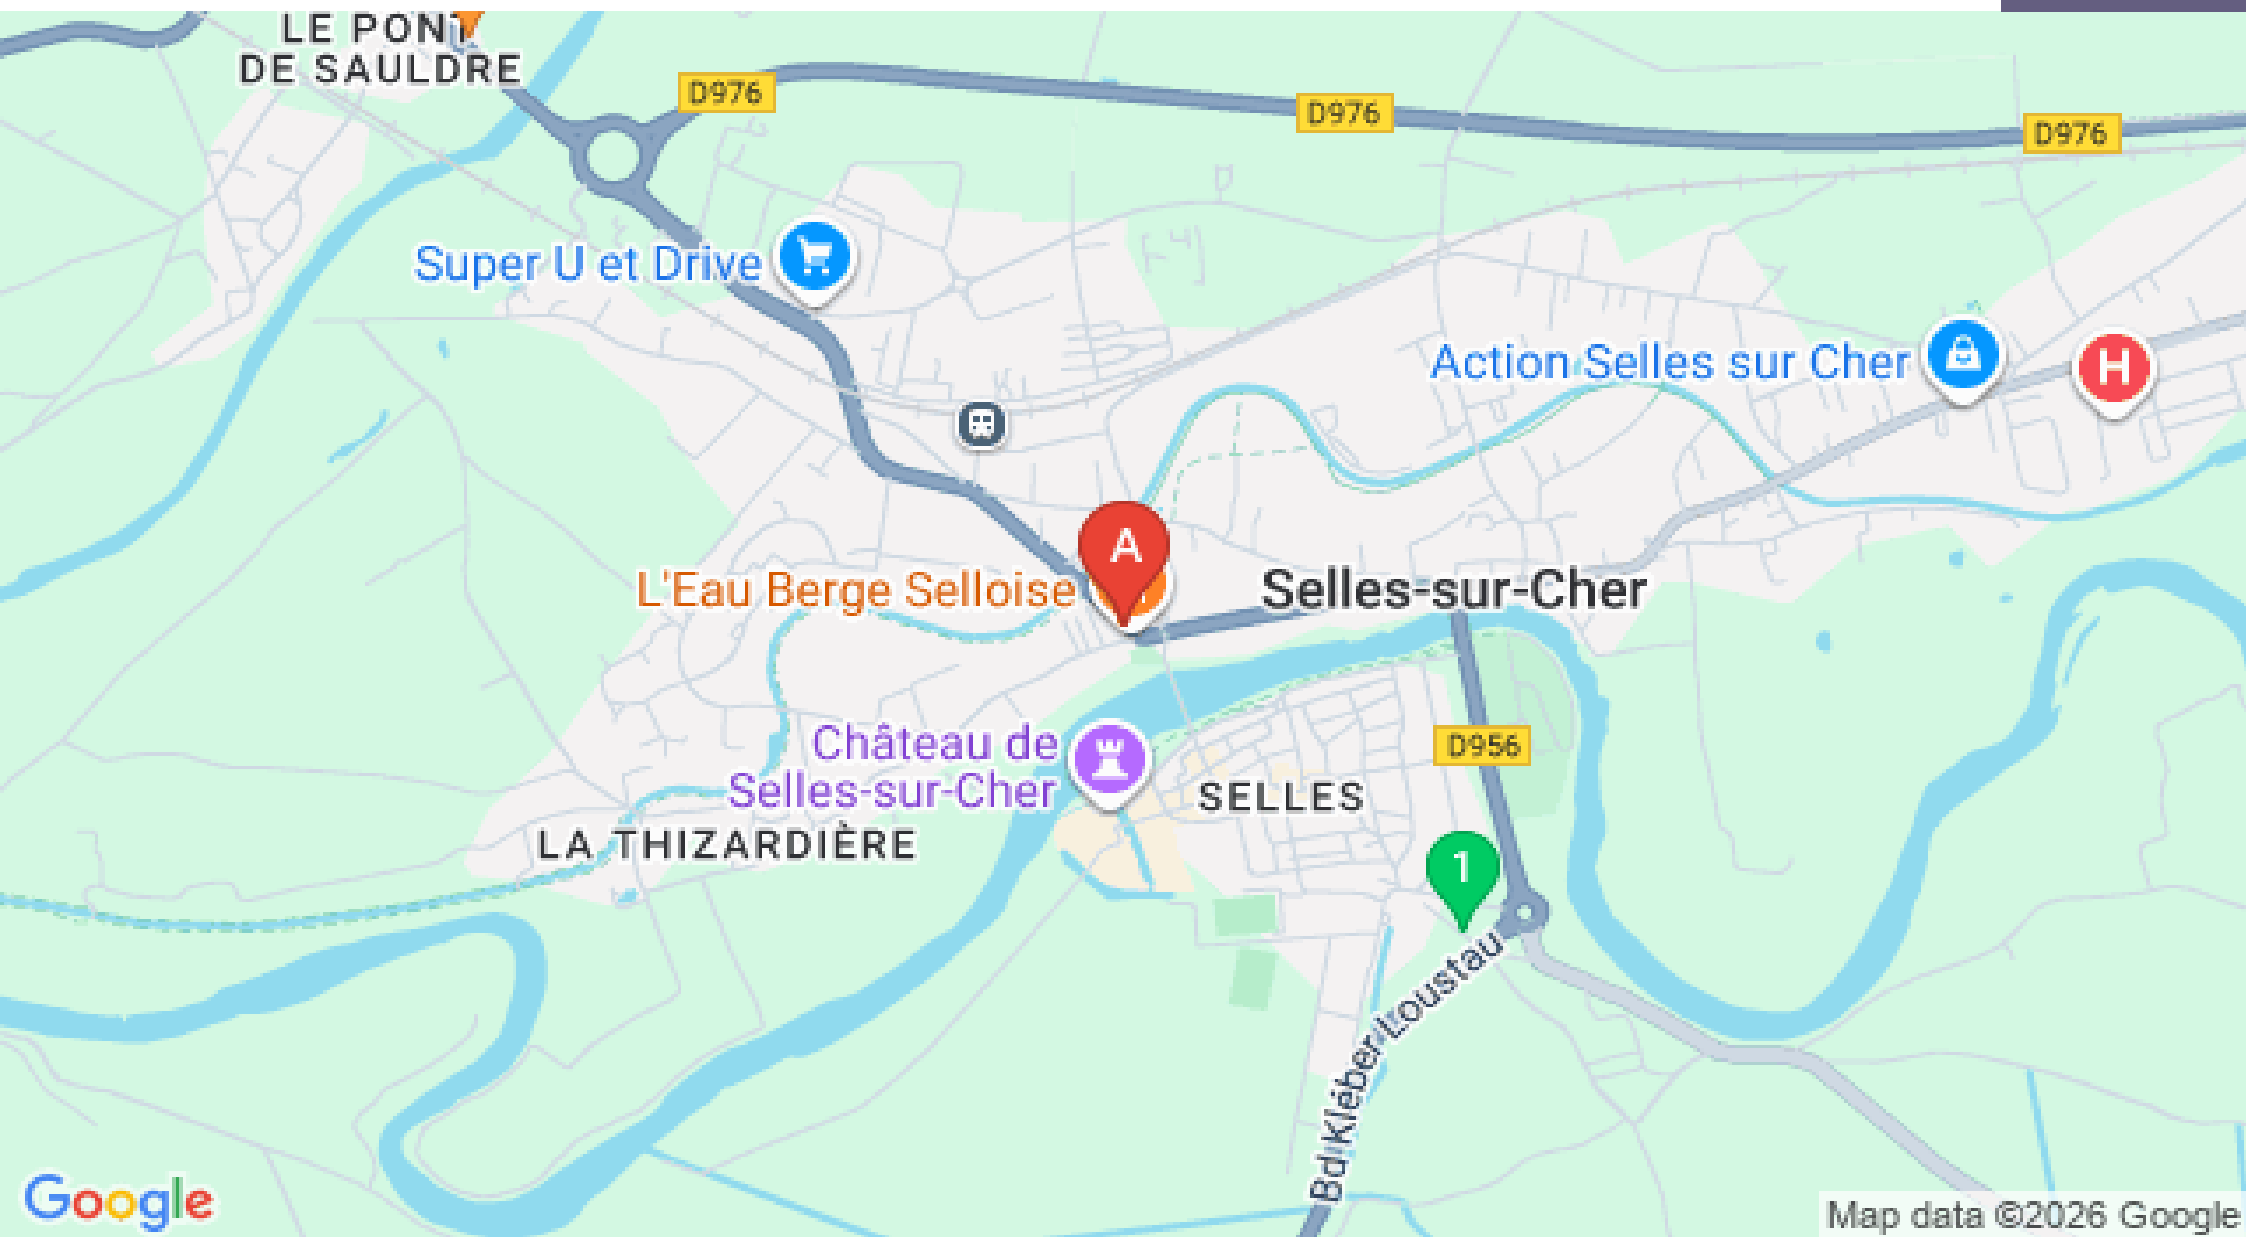 LE PONT
DE SAULDRE
D976
D976
D976
Super U et Drive
Action Selles sur Cher
H
A
L'Eau Berge Selloise
Selles-sur-Cher
Château de
Selles-sur-Cher
D956
SELLES
LA THIZARDIÈRE
1
Bd Kléber Loustau
Google
Map data ©2026 Google